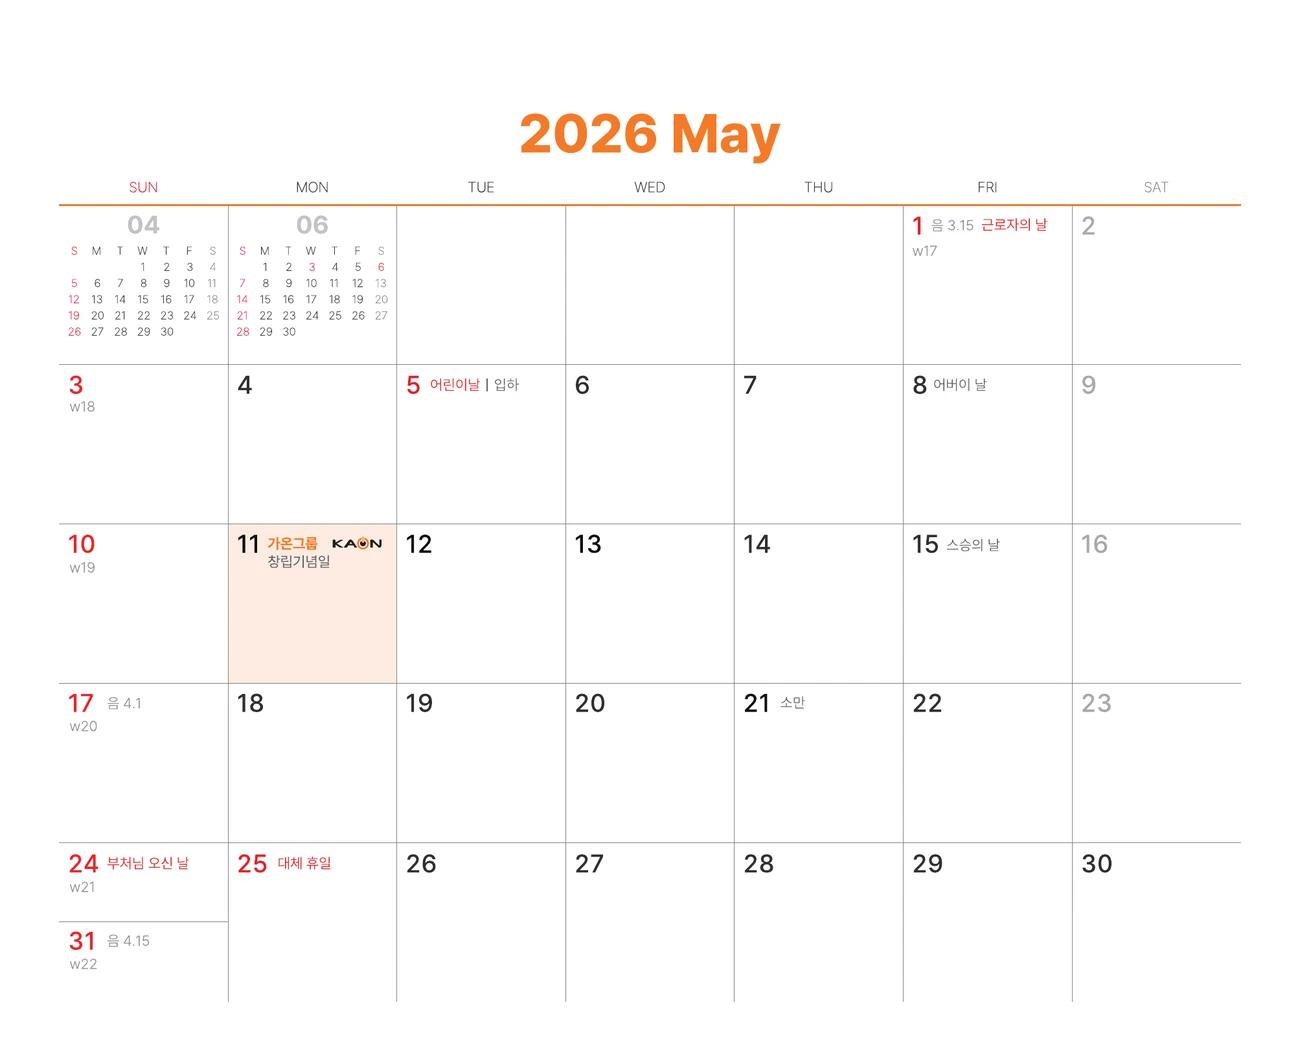 2026 May
SUN MON TUE WED THU FRI SAT
04
S M T W T F S
1 2 3 4
5 6 7 8 9 10 11
12 13 14 15 16 17 18
19 20 21 22 23 24 25
26 27 28 29 30
06
S M T W T F S
1 2 3 4 5 6
7 8 9 10 11 12 13
14 15 16 17 18 19 20
21 22 23 24 25 26 27
28 29 30
1 음 3.15 근로자의 날
w17
2
3
w18
4
5 어린이날 | 입하
6
7
8 어버이 날
9
10
w19
11 가온그룹 KAON
창립기념일
12
13
14
15 스승의 날
16
17 음 4.1
w20
18
19
20
21 소만
22
23
24 부처님 오신 날
w21
25 대체 휴일
26
27
28
29
30
31 음 4.15
w22